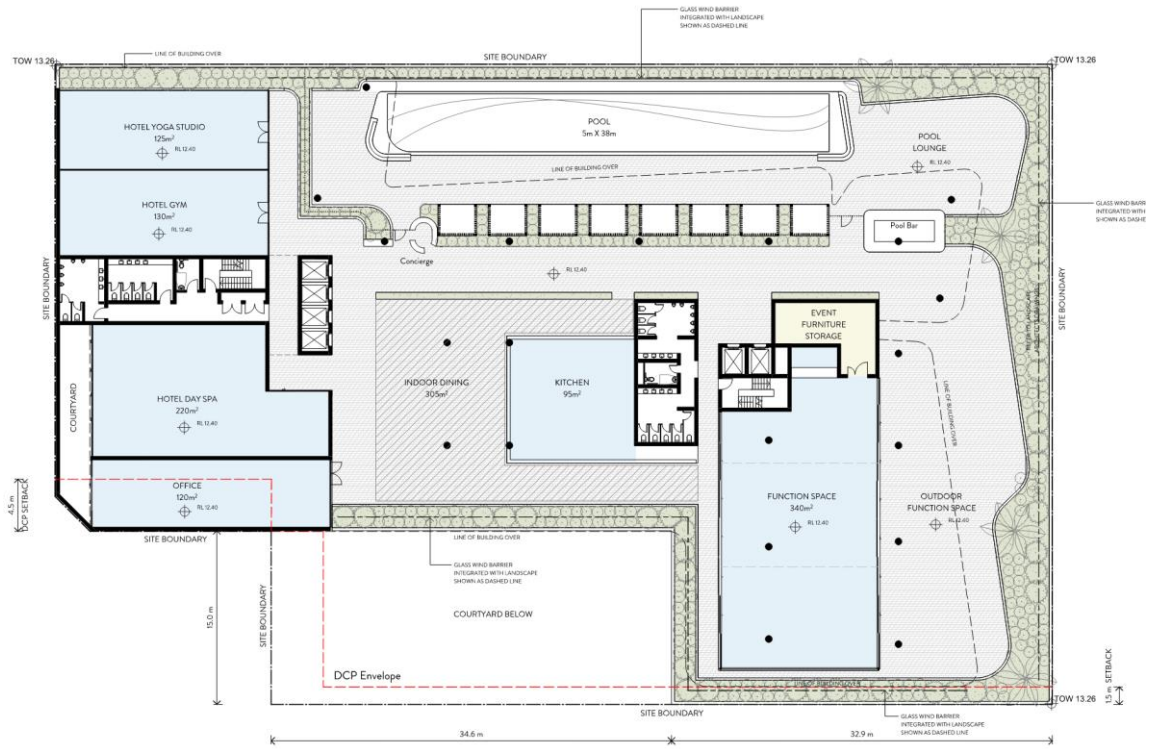 GLASS WIND BARRIER
INTEGRATED WITH LANDSCAPE
SHOWN AS DASHED LINE
LINE OF BUILDING OVER
SITE BOUNDARY
TOW 13.26
TOW 13.26
HOTEL YOGA STUDIO
125m²
RL 12.40
POOL
5m X 38m
POOL
LOUNGE
RL 12.40
LINE OF BUILDING OVER
HOTEL GYM
130m²
RL 12.40
GLASS WIND BARR
INTEGRATED WITH
SHOWN AS DASHE
Pool Bar
Concierge
RL 12.40
SITE BOUNDARY
SITE BOUNDARY
EVENT
FURNITURE
STORAGE
COURTYARD
HOTEL DAY SPA
220m²
RL 12.40
INDOOR DINING
305m²
KITCHEN
95m²
LINE OF BUILDING OVER
OFFICE
120m²
RL 12.40
FUNCTION SPACE
340m²
RL 12.40
OUTDOOR
FUNCTION SPACE
RL 12.40
4.5 m
DCP SETBACK
SITE BOUNDARY
LINE OF BUILDING OVER
GLASS WIND BARRIER
INTEGRATED WITH LANDSCAPE
SHOWN AS DASHED LINE
15.0 m
SITE BOUNDARY
COURTYARD BELOW
DCP Envelope
LINE OF BUILDING OVER
1.5 m SETBACK
TOW 13.26
SITE BOUNDARY
GLASS WIND BARRIER
INTEGRATED WITH LANDSCAPE
SHOWN AS DASHED LINE
34.6 m
32.9 m